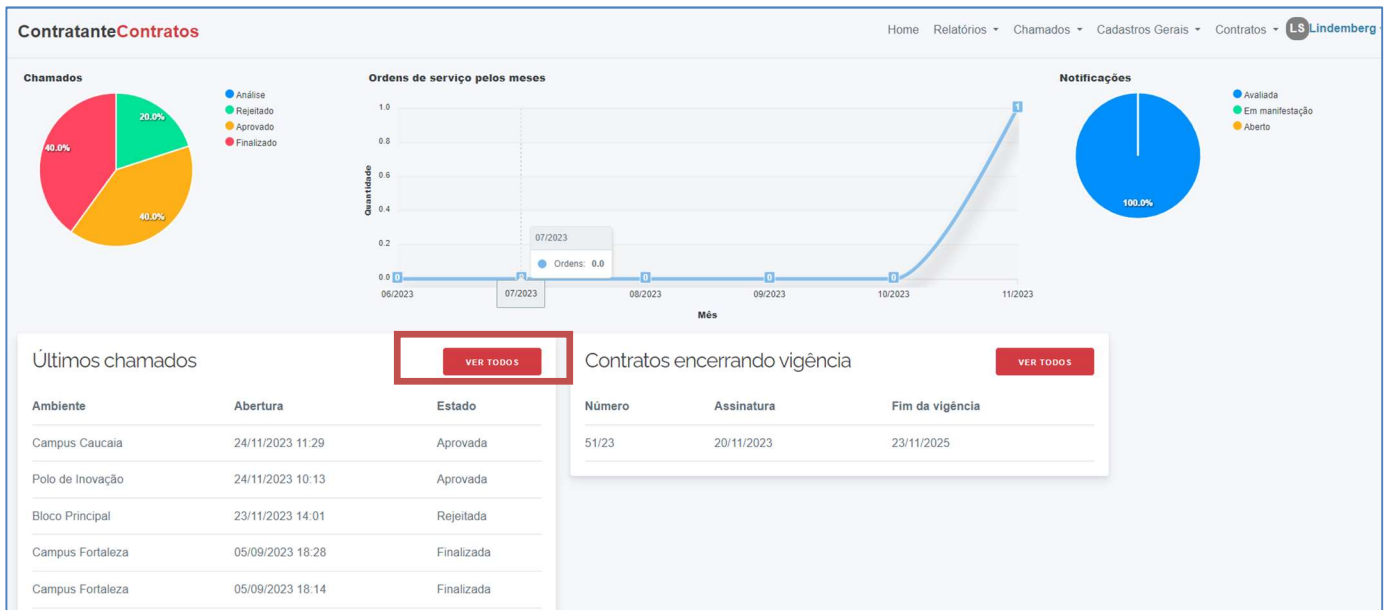 ContratanteContratos
Home Relatórios Chamados Cadastros Gerais Contratos LS Lindemberg
Chamados
20.0%
40.0%
40.0%
Análise
Rejeitado
Aprovado
Finalizado
Ordens de serviço pelos meses
Quantidade
1.0
0.8
0.6
0.4
0.2
0.0
0
0
0
0
1
07/2023
Ordens: 0.0
06/2023 07/2023 08/2023 09/2023 10/2023 11/2023
Mês
Notificações
100.0%
Avaliada
Em manifestação
Aberto
Últimos chamados VER TODOS
Ambiente Abertura Estado
Campus Caucaia 24/11/2023 11:29 Aprovada
Polo de Inovação 24/11/2023 10:13 Aprovada
Bloco Principal 23/11/2023 14:01 Rejeitada
Campus Fortaleza 05/09/2023 18:28 Finalizada
Campus Fortaleza 05/09/2023 18:14 Finalizada
Contratos encerrando vigência VER TODOS
Número Assinatura Fim da vigência
51/23 20/11/2023 23/11/2025